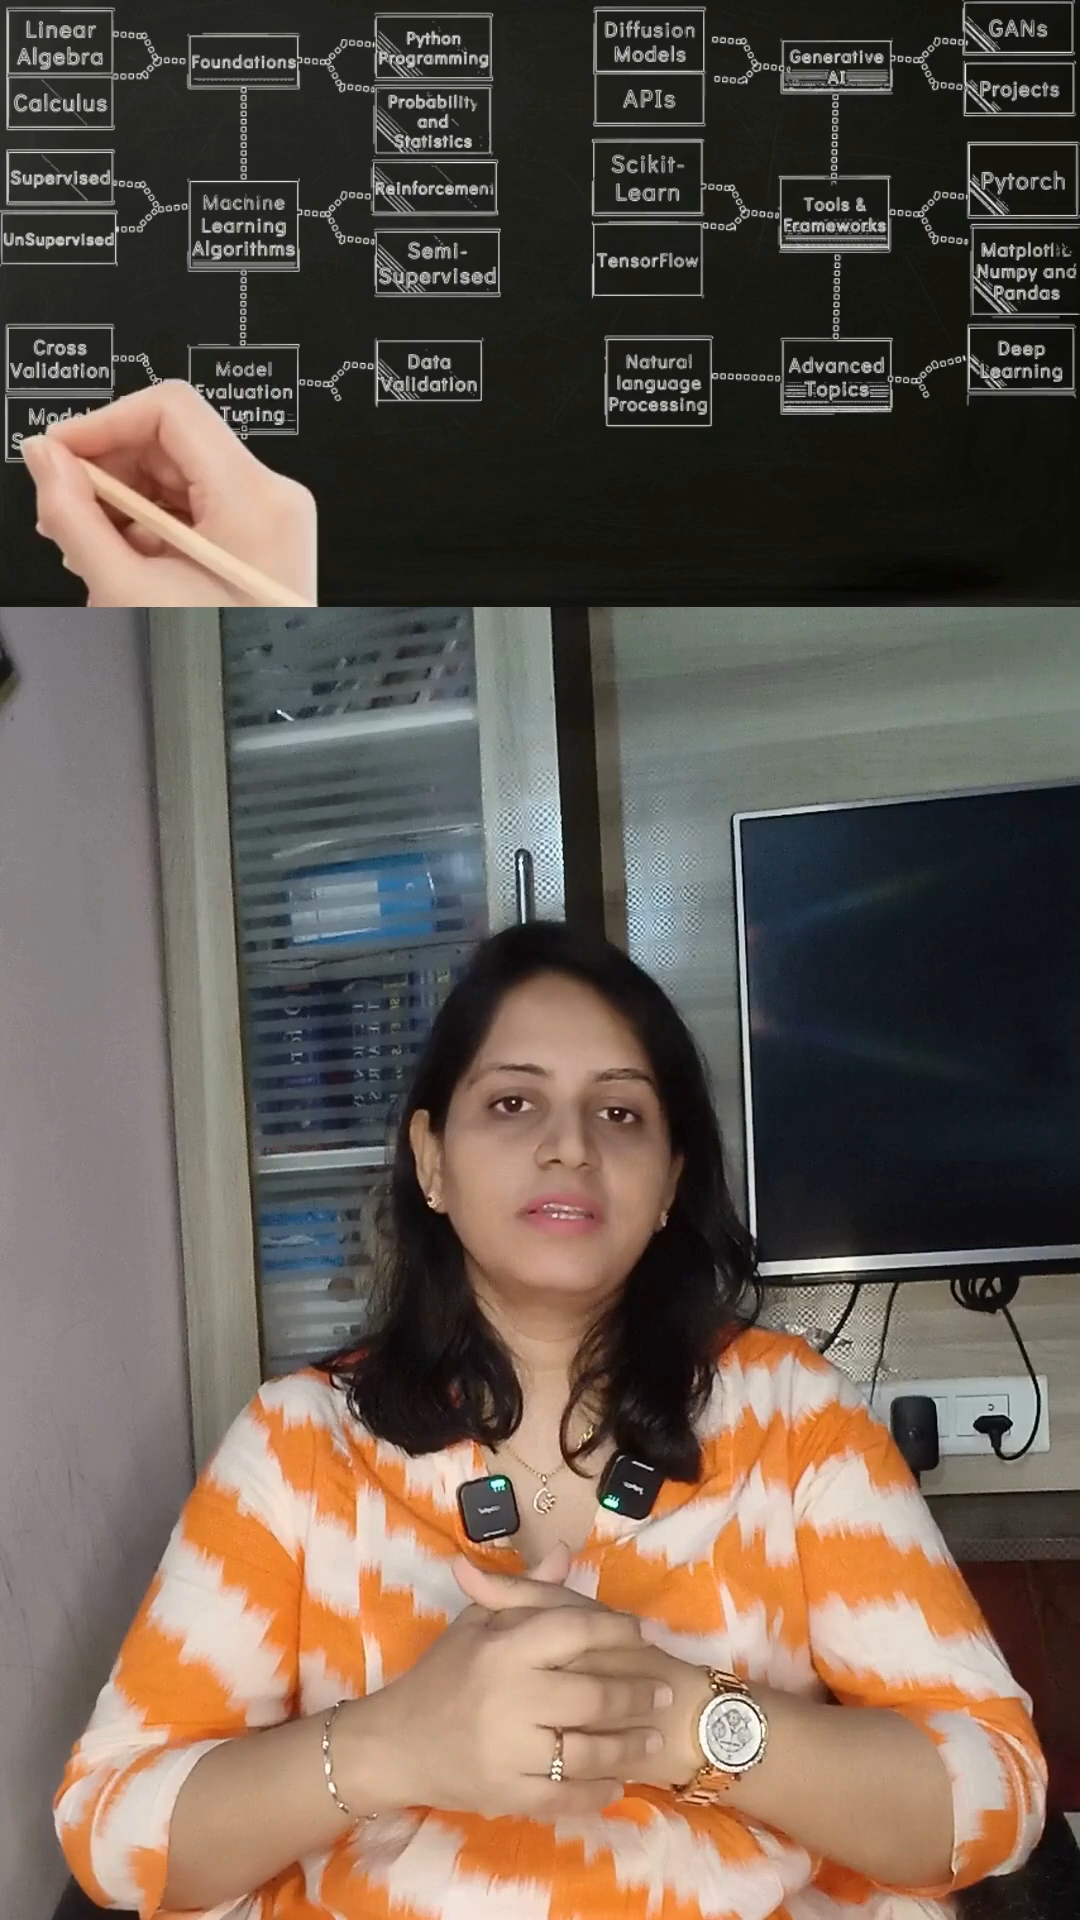 Linear
Algebra
Calculus
Foundations
Python
Programming
Probability
and
Statistics
Supervised
UnSupervised
Machine
Learning
Algorithms
Reinforcement
Semi-
Supervised
Cross
Validation
Model
Model
Evaluation
Tuning
Data
Validation
Diffusion
Models
APIs
Generative
AI
GANs
Projects
Scikit-
Learn
TensorFlow
Tools &
Frameworks
Pytorch
Matplotlib
Numpy and
Pandas
Natural
language
Processing
Advanced
Topics
Deep
Learning